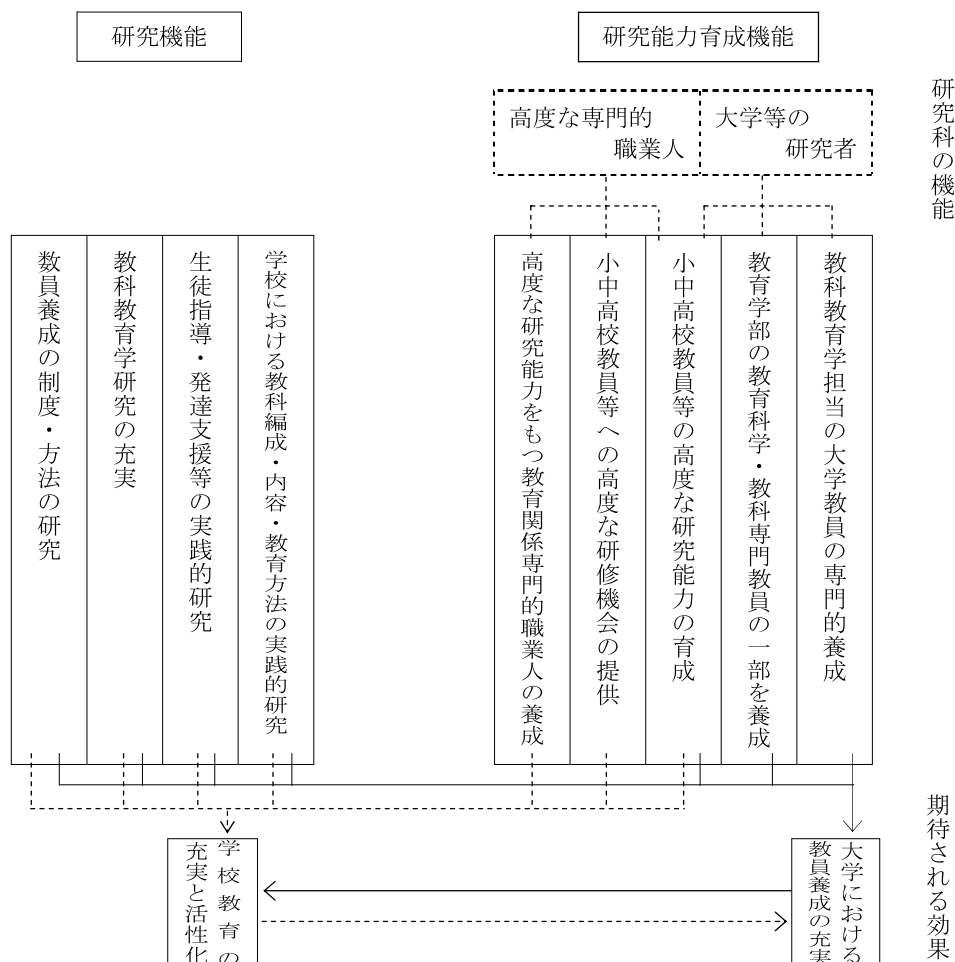 研究機能
研究能力育成機能
研究科の機能
高度な専門的
職業人
大学等の
研究者
教科教育学担当の大学教員の専門的養成
教育学部の教育科学・教科専門教員の一部を養成
小中高校教員等の高度な研究能力の育成
小中高校教員等への高度な研修機会の提供
高度な研究能力をもつ教育関係専門的職業人の養成
学校における教科編成・内容・教育方法の実践的研究
生徒指導・発達支援等の実践的研究
教科教育学研究の充実
数員養成の制度・方法の研究
期待される効果
大学における
教員養成の充実
学校教育の
充実と活性化